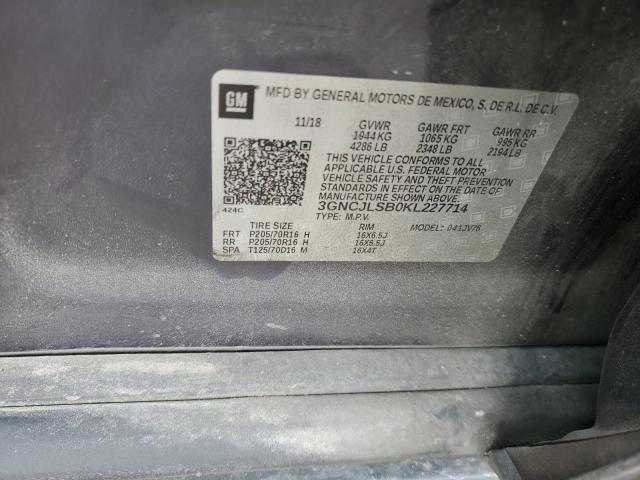 GM MFD BY GENERAL MOTORS DE MEXICO, S. DE R.L. DE C.V.
11/18 GVWR GAWR FRT GAWR RR
1944 KG 1065 KG 995 KG
4286 LB 2348 LB 2194 LB
THIS VEHICLE CONFORMS TO ALL
APPLICABLE U.S. FEDERAL MOTOR
VEHICLE SAFETY AND THEFT PREVENTION
STANDARDS IN EFFECT ON THE DATE OF
MANUFACTURE SHOWN ABOVE.
424C 3GNCJLSB0KL227714
TYPE: M.P.V. MODEL: 041JV76
TIRE SIZE RIM
FRT P205/70R16 H 16X6.5J
RR P205/70R16 H 16X6.5J
SPA T125/70D16 M 16X4T